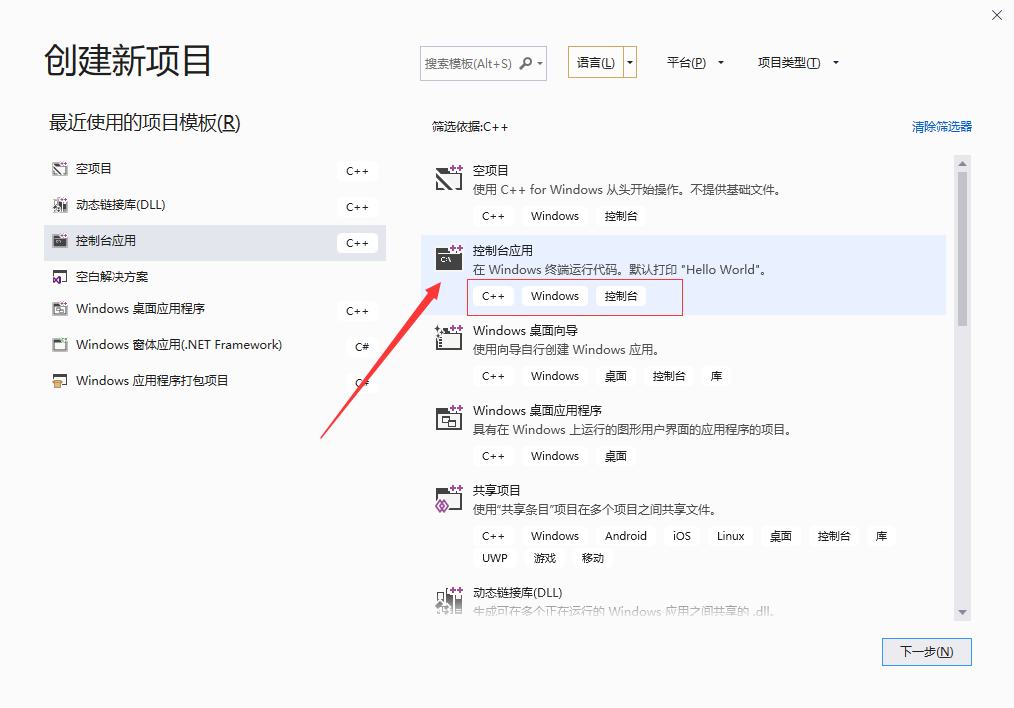 创建新项目
搜索模板(Alt+S)
语言(L)
平台(P)
项目类型(T)
最近使用的项目模板(R)
空项目
C++
动态链接库(DLL)
C++
控制台应用
C++
空白解决方案
Windows 桌面应用程序
C++
Windows 窗体应用(.NET Framework)
C#
Windows 应用程序打包项目
C#
筛选依据:C++
清除筛选器
空项目
使用 C++ for Windows 从头开始操作。不提供基础文件。
C++ Windows 控制台
控制台应用
在 Windows 终端运行代码。默认打印 "Hello World"。
C++ Windows 控制台
Windows 桌面向导
使用向导自行创建 Windows 应用。
C++ Windows 桌面 控制台 库
Windows 桌面应用程序
具有在 Windows 上运行的图形用户界面的应用程序的项目。
C++ Windows 桌面
共享项目
使用“共享条目”项目在多个项目之间共享文件。
C++ Windows Android iOS Linux 桌面 控制台 库
UWP 游戏 移动
动态链接库(DLL)
生成可在多个正在运行的 Windows 应用之间共享的 .dll。
下一步(N)